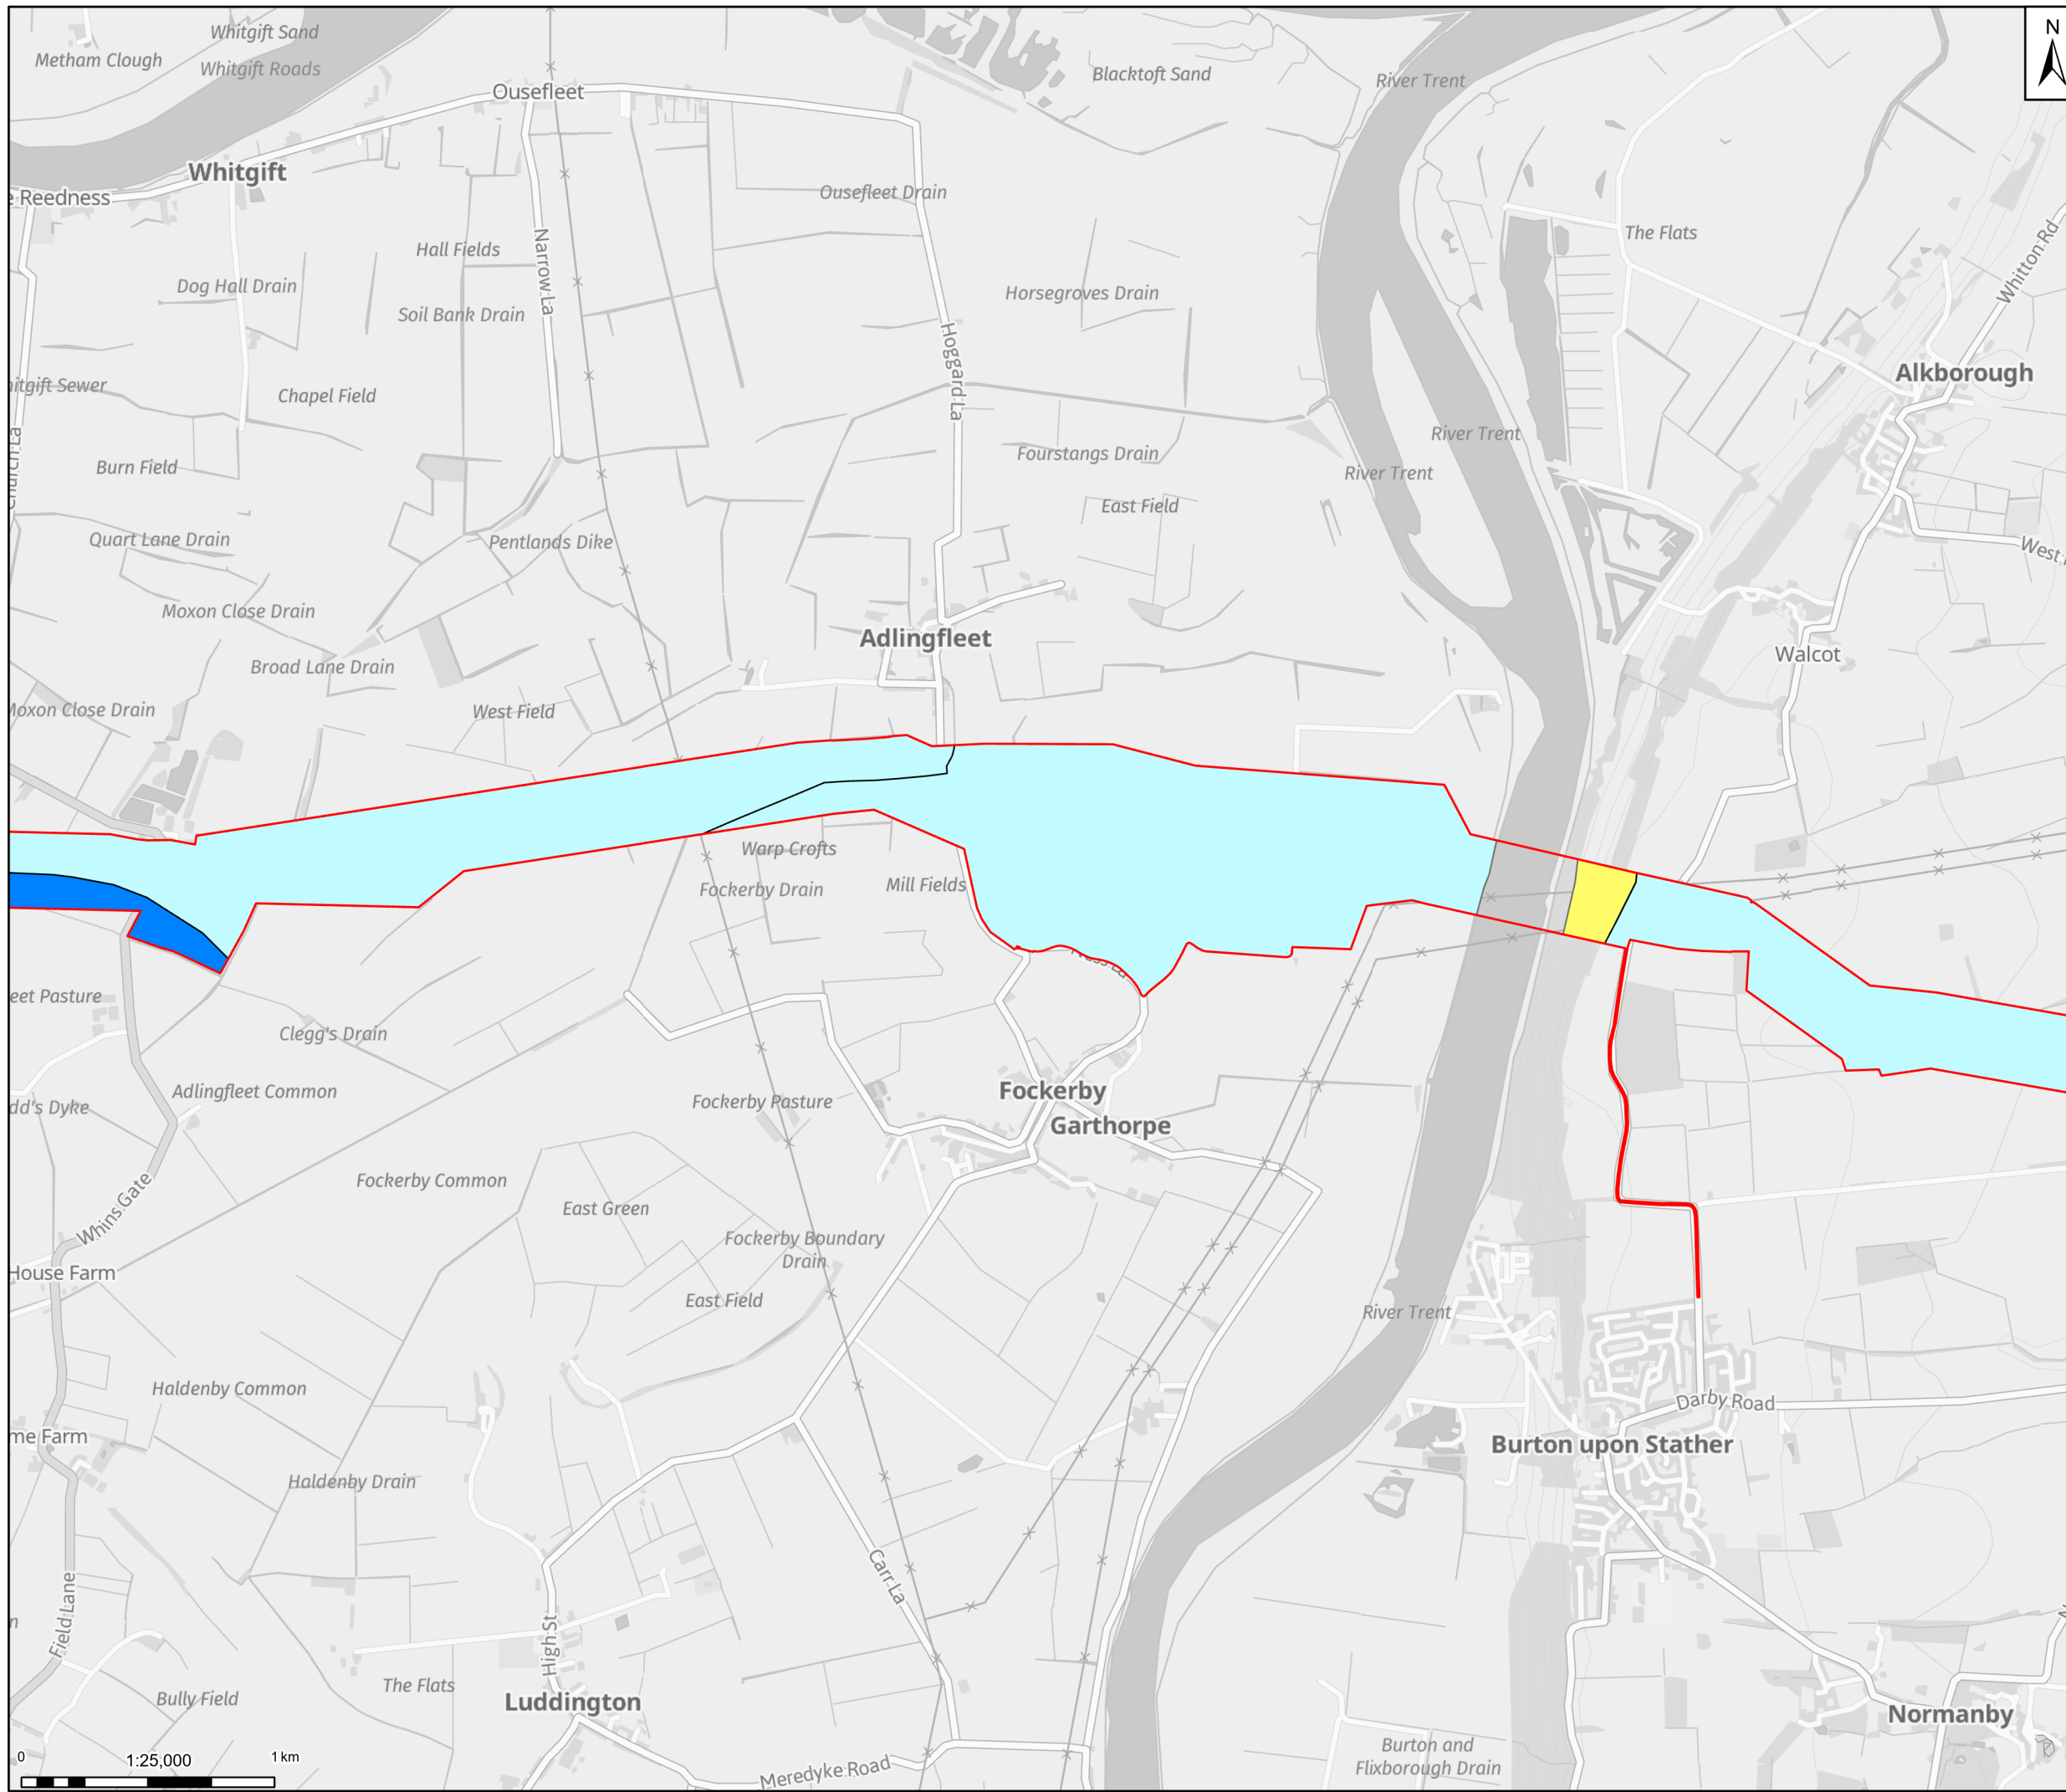 Whitgift Sand
Metham Clough
Whitgift Roads
Blacktoft Sand
River Trent
N
Ousefleet
Whitgift
Reedness
Ousefleet Drain
Narrow La
Hall Fields
The Flats
Whitton Rd
Dog Hall Drain
Soil Bank Drain
Horsegroves Drain
Hoggard La
Alkborough
Sewer
Chapel Field
Church La
River Trent
Burn Field
Fourstangs Drain
River Trent
East Field
Quart Lane Drain
Pentlands Dike
West
Moxon Close Drain
Adlingfleet
Broad Lane Drain
Walcot
Moxon Close Drain
West Field
Warp Crofts
Fockerby Drain
Mill Fields
Pasture
Clegg's Drain
Adlingfleet Common
Dyke
Fockerby Pasture
Fockerby
Garthorpe
Whins Gate
Fockerby Common
East Green
Fockerby Boundary
Drain
House Farm
East Field
River Trent
Haldenby Common
Darby Road
Farm
Burton upon Stather
Haldenby Drain
Carr La
Field Lane
High St
The Flats
Bully Field
Luddington
Normanby
Burton and
Flixborough Drain
Meredyke Road
0 1:25,000 1 km